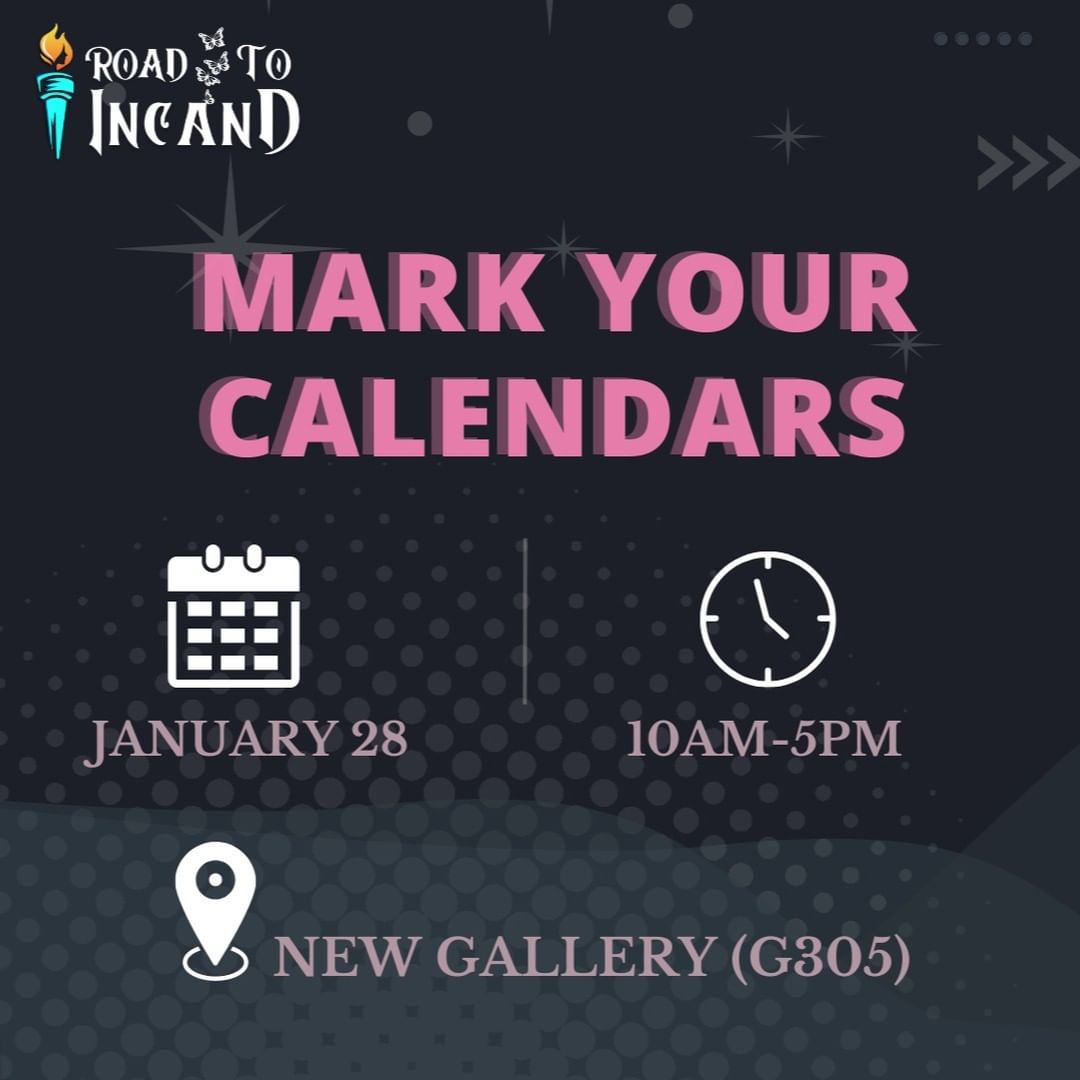 ROAD TO
INCAND
MARK YOUR
CALENDARS
JANUARY 28
10AM-5PM
NEW GALLERY (G305)